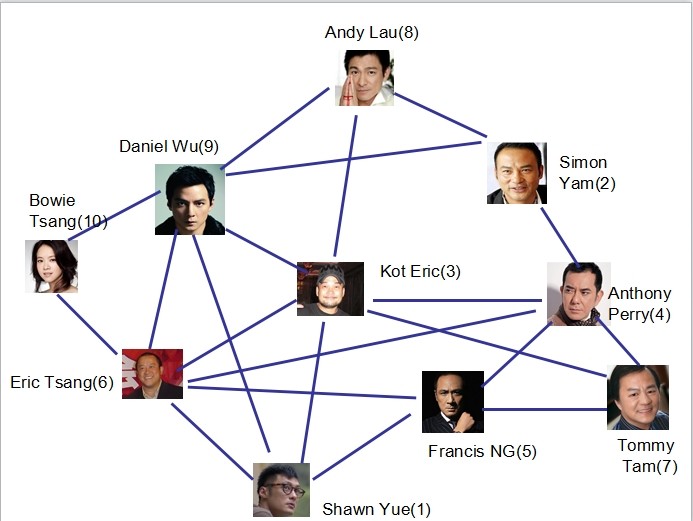 Andy Lau(8)
Daniel Wu(9)
Simon
Yam(2)
Bowie
Tsang(10)
Kot Eric(3)
Anthony
Perry(4)
Eric Tsang(6)
Francis NG(5)
Tommy
Tam(7)
Shawn Yue(1)